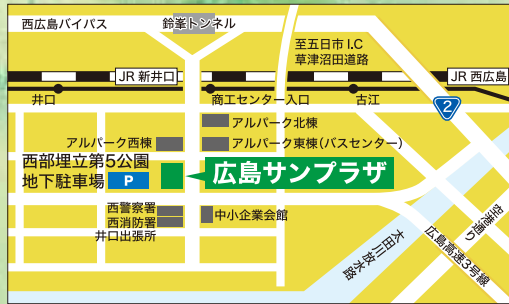 西広島バイパス
鈴峯トンネル
至五日市I.C
草津沼田道路
JR 新井口
JR 西広島
井口
商工センター入口
古江
2
アルパーク北棟
アルパーク西棟
アルパーク東棟(バスセンター)
西部埋立第5公園
地下駐車場
P
広島サンプラザ
西警察署
西消防署
井口出張所
中小企業会館
太田川放水路
広島高速3号線
空港通り